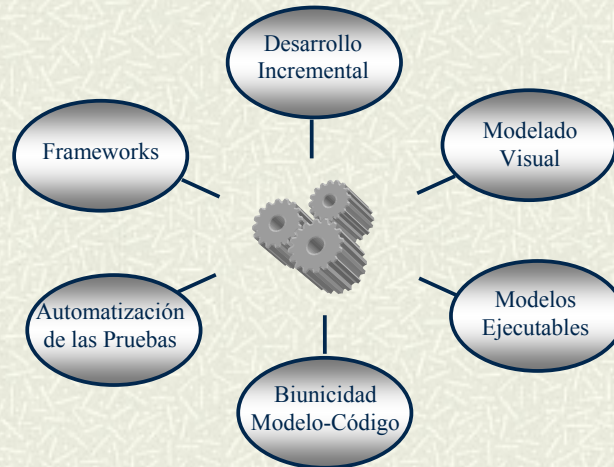 Desarrollo
Incremental
Frameworks
Modelado
Visual
Automatización
de las Pruebas
Modelos
Ejecutables
Biunicidad
Modelo-Código